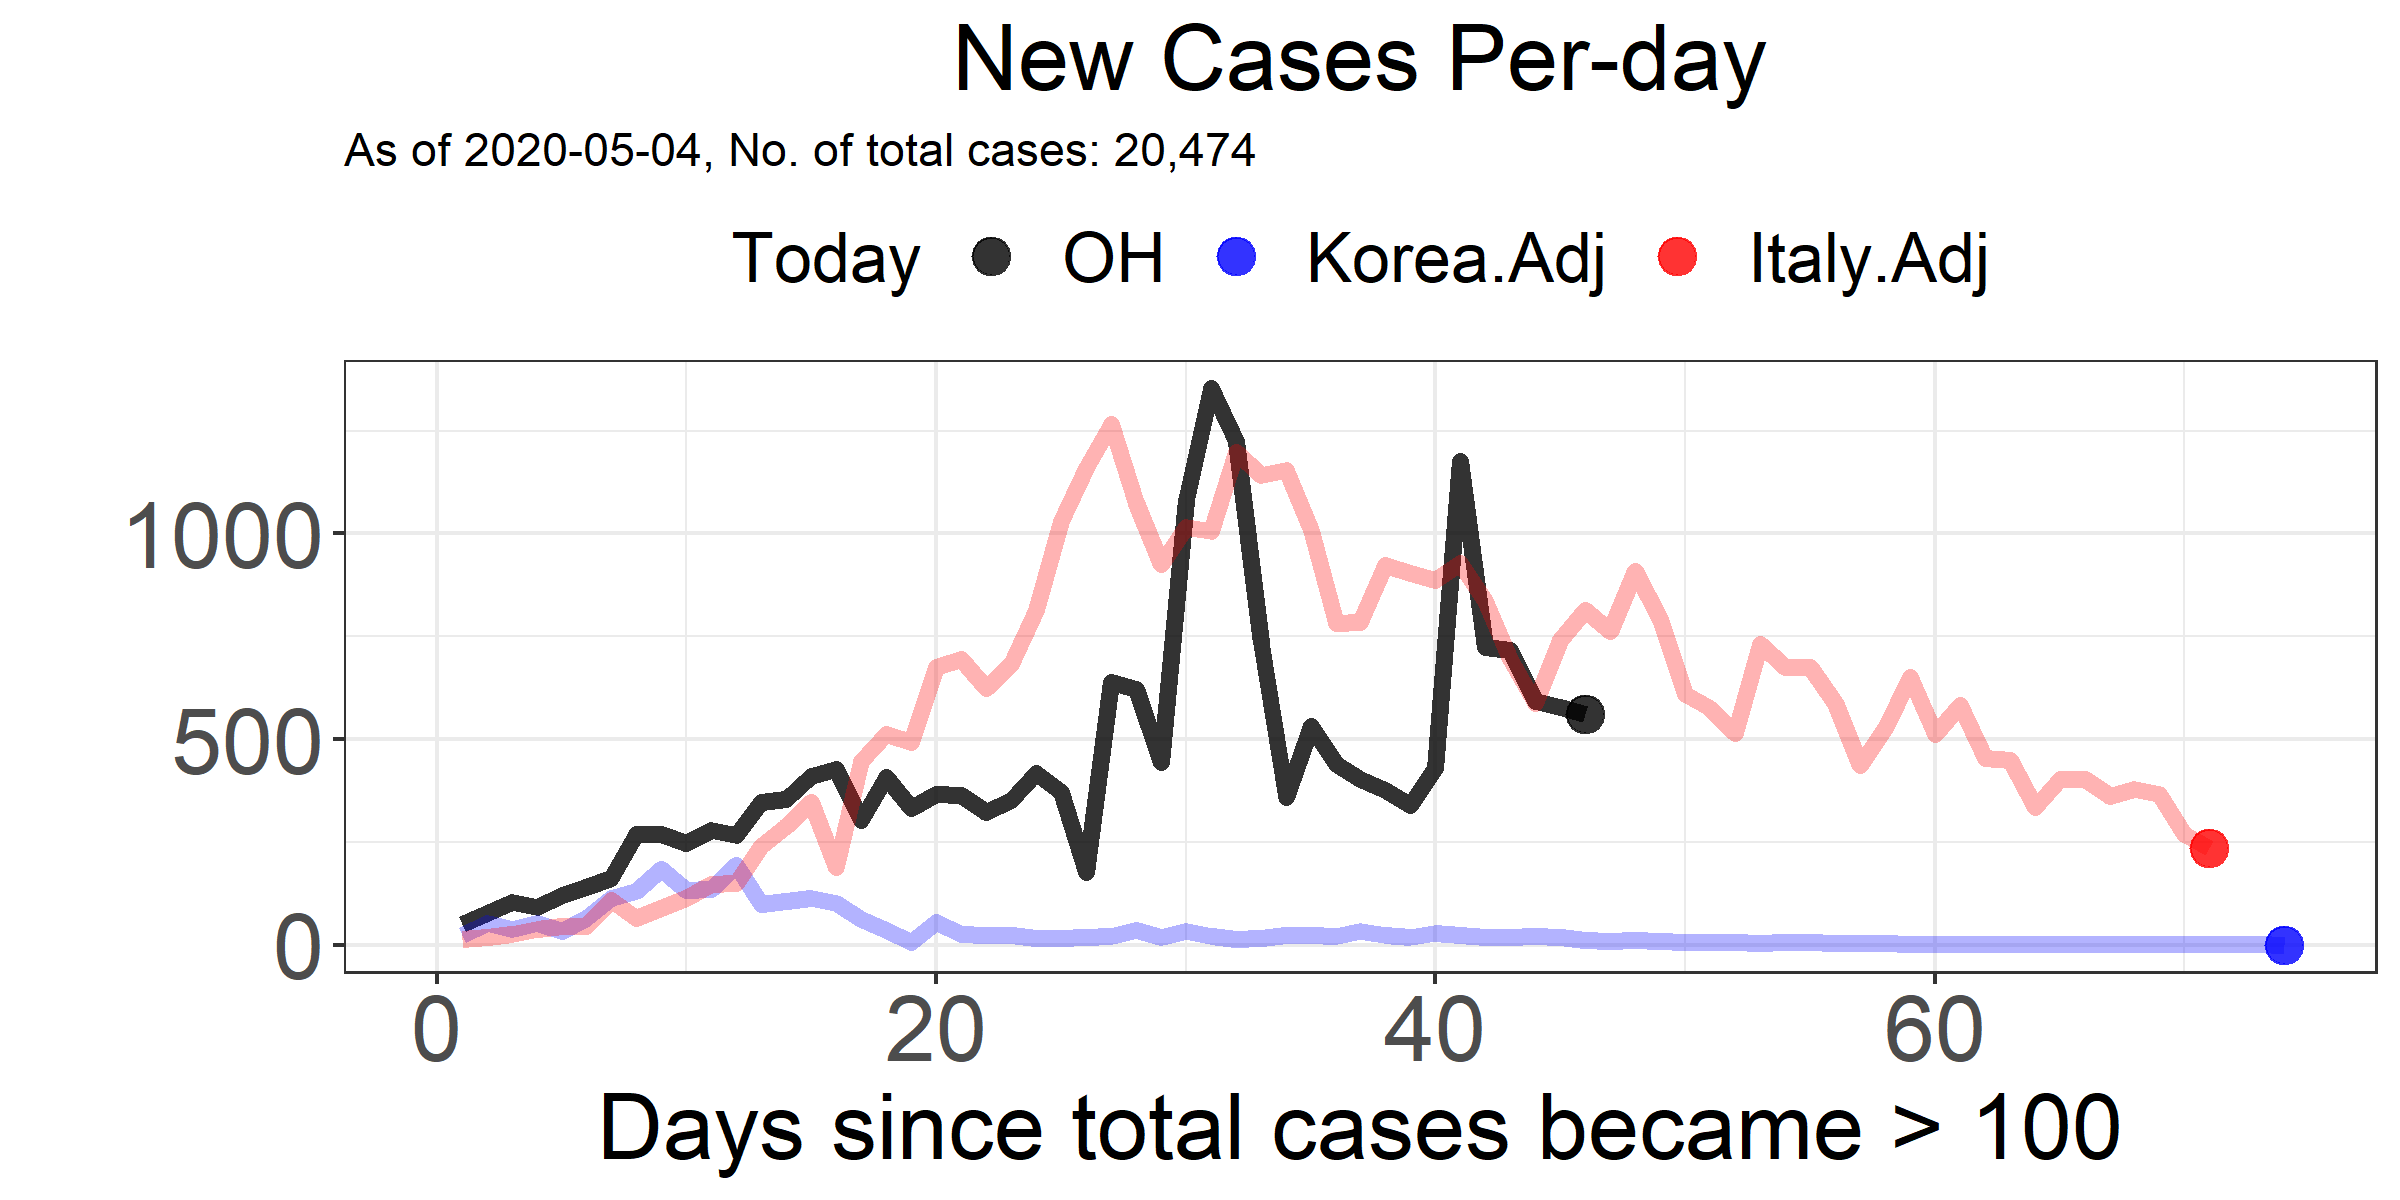 New Cases Per-day
As of 2020-05-04, No. of total cases: 20,474
Today OH Korea.Adj Italy.Adj
1000
500
0
0 20 40 60
Days since total cases became > 100